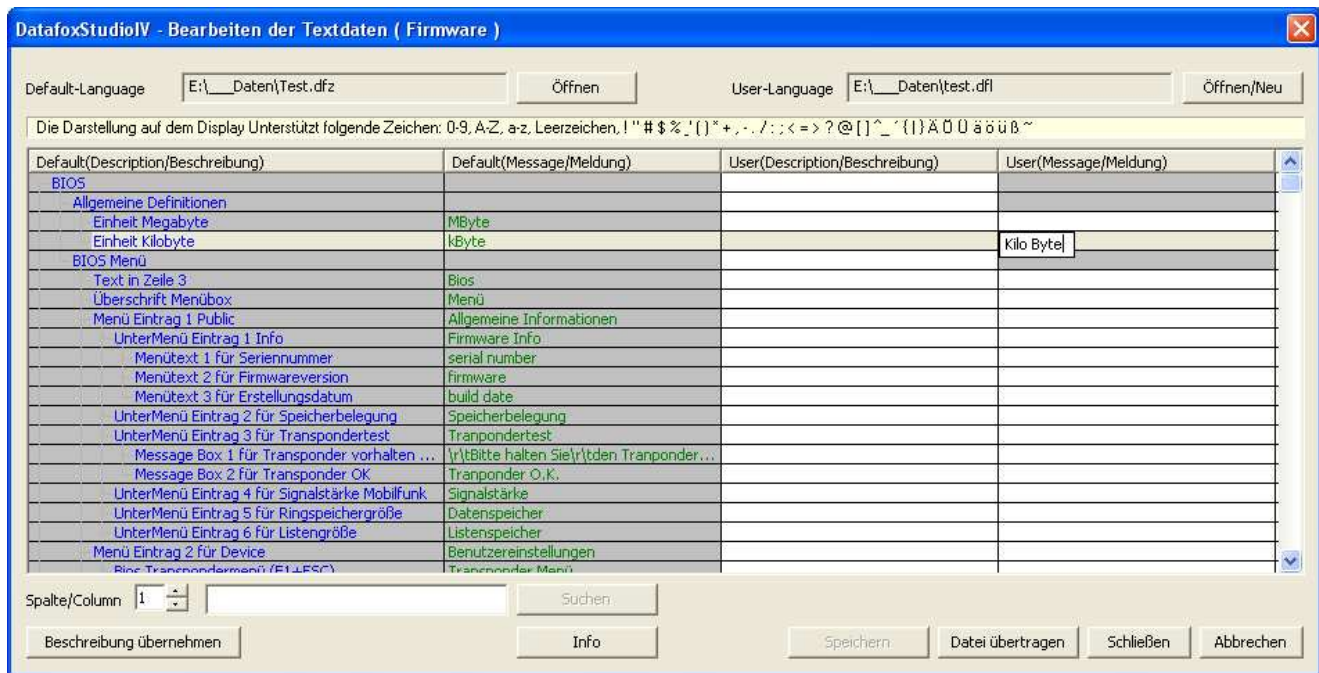 DatafoxStudioIV - Bearbeiten der Textdaten ( Firmware )
Default-Language E:\___Daten\Test.dfz Öffnen User-Language E:\___Daten\test.dfl Öffnen/Neu
Die Darstellung auf dem Display Unterstützt folgende Zeichen: 0-9, A-Z, a-z, Leerzeichen, ! " # $ % _ ' ( ) * + , - . / : ; < = > ? @ [ ] ^ _ ´ { | } Ä Ö Ü ä ö ü ß ~
Default(Description/Beschreibung) Default(Message/Meldung) User(Description/Beschreibung) User(Message/Meldung)
BIOS
Allgemeine Definitionen
Einheit Megabyte MByte
Einheit Kilobyte kByte Kilo Byte
BIOS Menü
Text in Zeile 3 Bios
Überschrift Menübox Menü
Menü Eintrag 1 Public Allgemeine Informationen
UnterMenü Eintrag 1 Info Firmware Info
Menütext 1 für Seriennummer serial number
Menütext 2 für Firmwareversion firmware
Menütext 3 für Erstellungsdatum build date
UnterMenü Eintrag 2 für Speicherbelegung Speicherbelegung
UnterMenü Eintrag 3 für Transpondertest Tranpondertest
Message Box 1 für Transponder vorhalten ... \r\tBitte halten Sie\r\tden Tranponder...
Message Box 2 für Transponder OK Tranponder O.K.
UnterMenü Eintrag 4 für Signalstärke Mobilfunk Signalstärke
UnterMenü Eintrag 5 für Ringspeichergröße Datenspeicher
UnterMenü Eintrag 6 für Listengröße Listenspeicher
Menü Eintrag 2 für Device Benutzereinstellungen
Bios Transpondermenü (F1+ESC) Transponder Menü
Spalte/Column 1 Suchen
Beschreibung übernehmen Info Speichern Datei übertragen Schließen Abbrechen